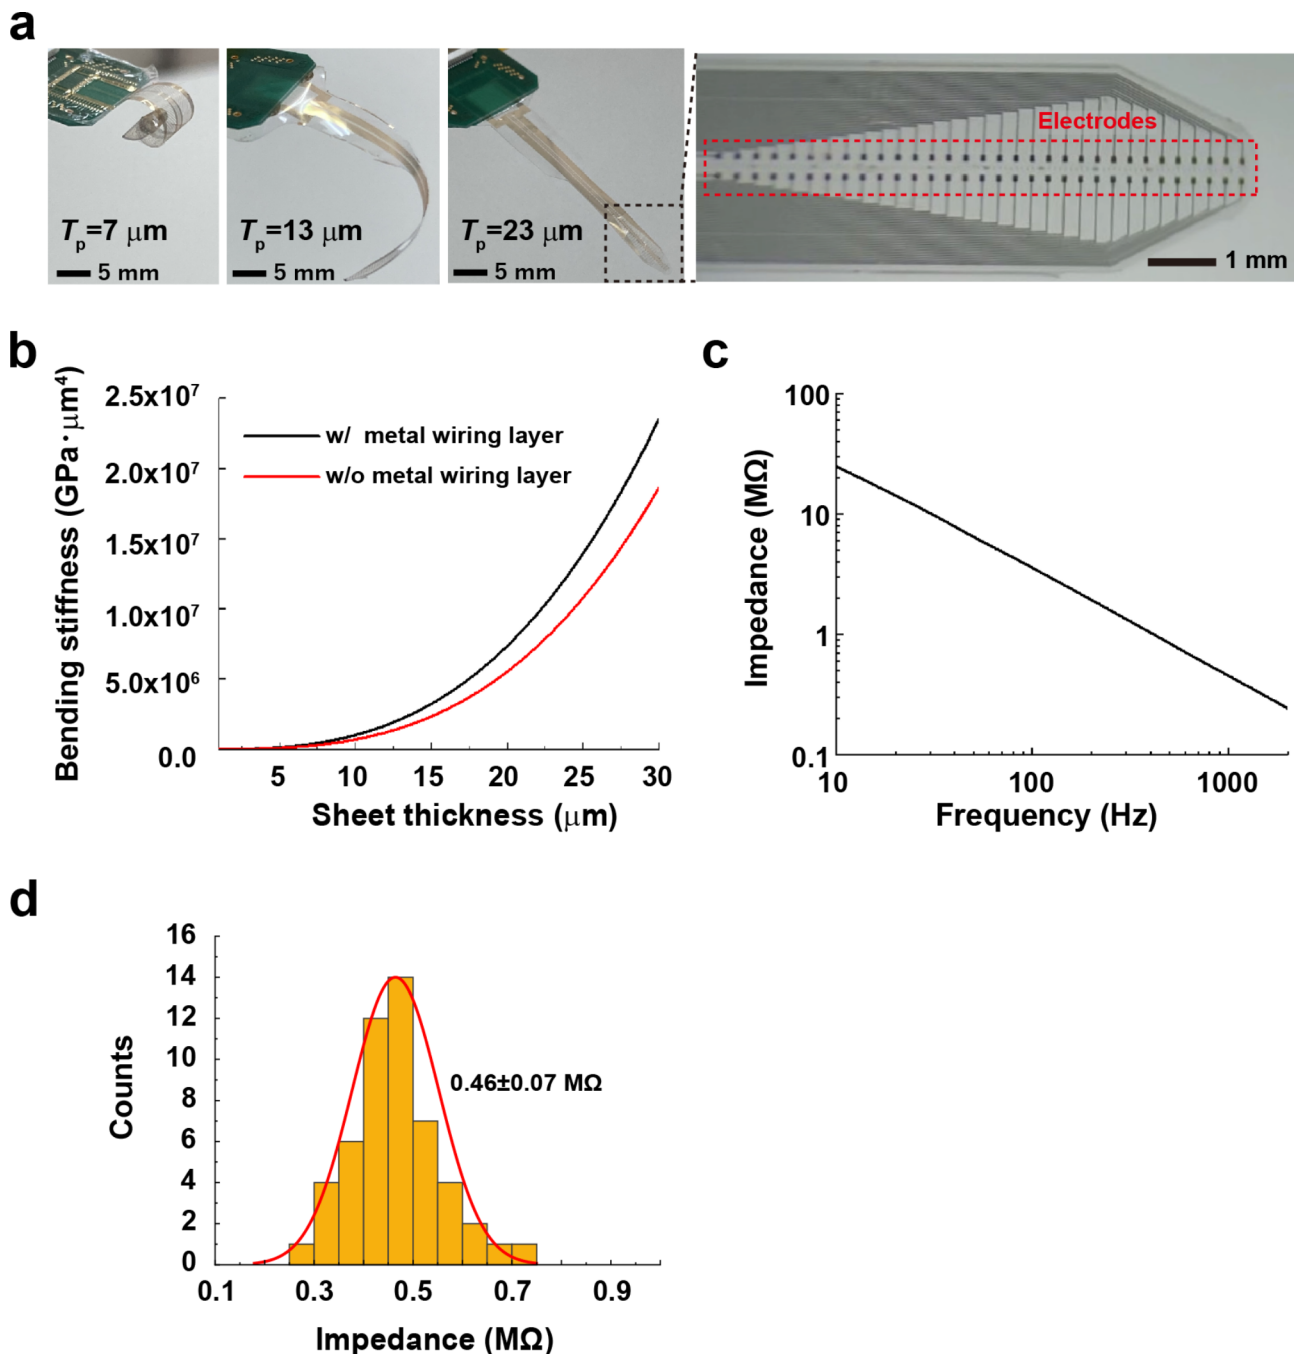 a
Tp=7 μm
5 mm
Tp=13 μm
5 mm
Tp=23 μm
5 mm
Electrodes
1 mm
b
Bending stiffness (GPa·μm⁴)
2.5x10⁷
2.0x10⁷
1.5x10⁷
1.0x10⁷
5.0x10⁶
0.0
w/ metal wiring layer
w/o metal wiring layer
5 10 15 20 25 30
Sheet thickness (μm)
c
Impedance (MΩ)
100
10
1
0.1
10 100 1000
Frequency (Hz)
d
Counts
16
14
12
10
8
6
4
2
0
0.46±0.07 MΩ
0.1 0.3 0.5 0.7 0.9
Impedance (MΩ)